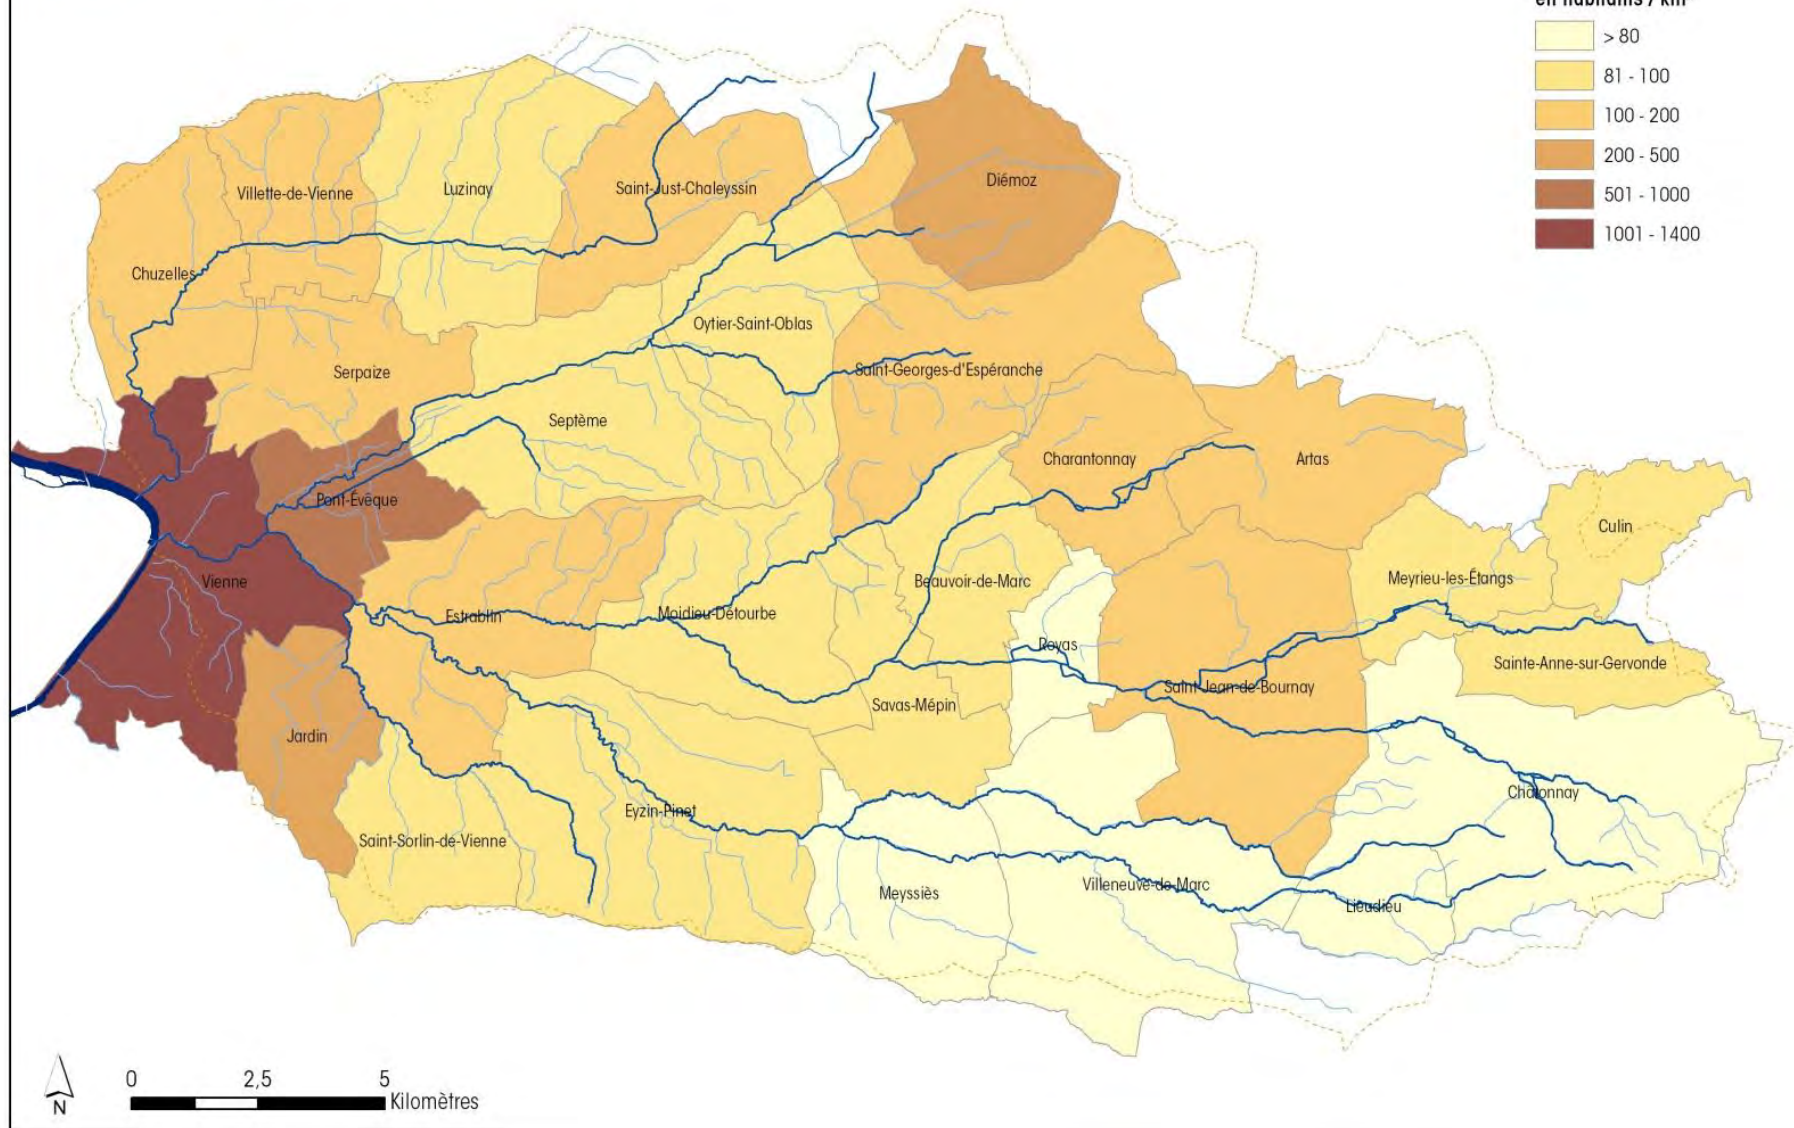 en habitants / km²
> 80
81 - 100
100 - 200
200 - 500
501 - 1000
1001 - 1400
Diémoz
Villette-de-Vienne
Luzinay
Saint-Just-Chaleyssin
Chuzelles
Oytier-Saint-Oblas
Serpaize
Saint-Georges-d'Espéranche
Septème
Charantonnay
Artas
Pont-Évêque
Culin
Vienne
Beauvoir-de-Marc
Meyrieu-les-Étangs
Estrablin
Moidieu-Détourbe
Royas
Sainte-Anne-sur-Gervonde
Saint-Jean-de-Bournay
Savas-Mépin
Jardin
Châtonnay
Eyzin-Pinet
Saint-Sorlin-de-Vienne
Meyssiès
Villeneuve-de-Marc
Lieudieu
0 2,5 5
Kilomètres
N